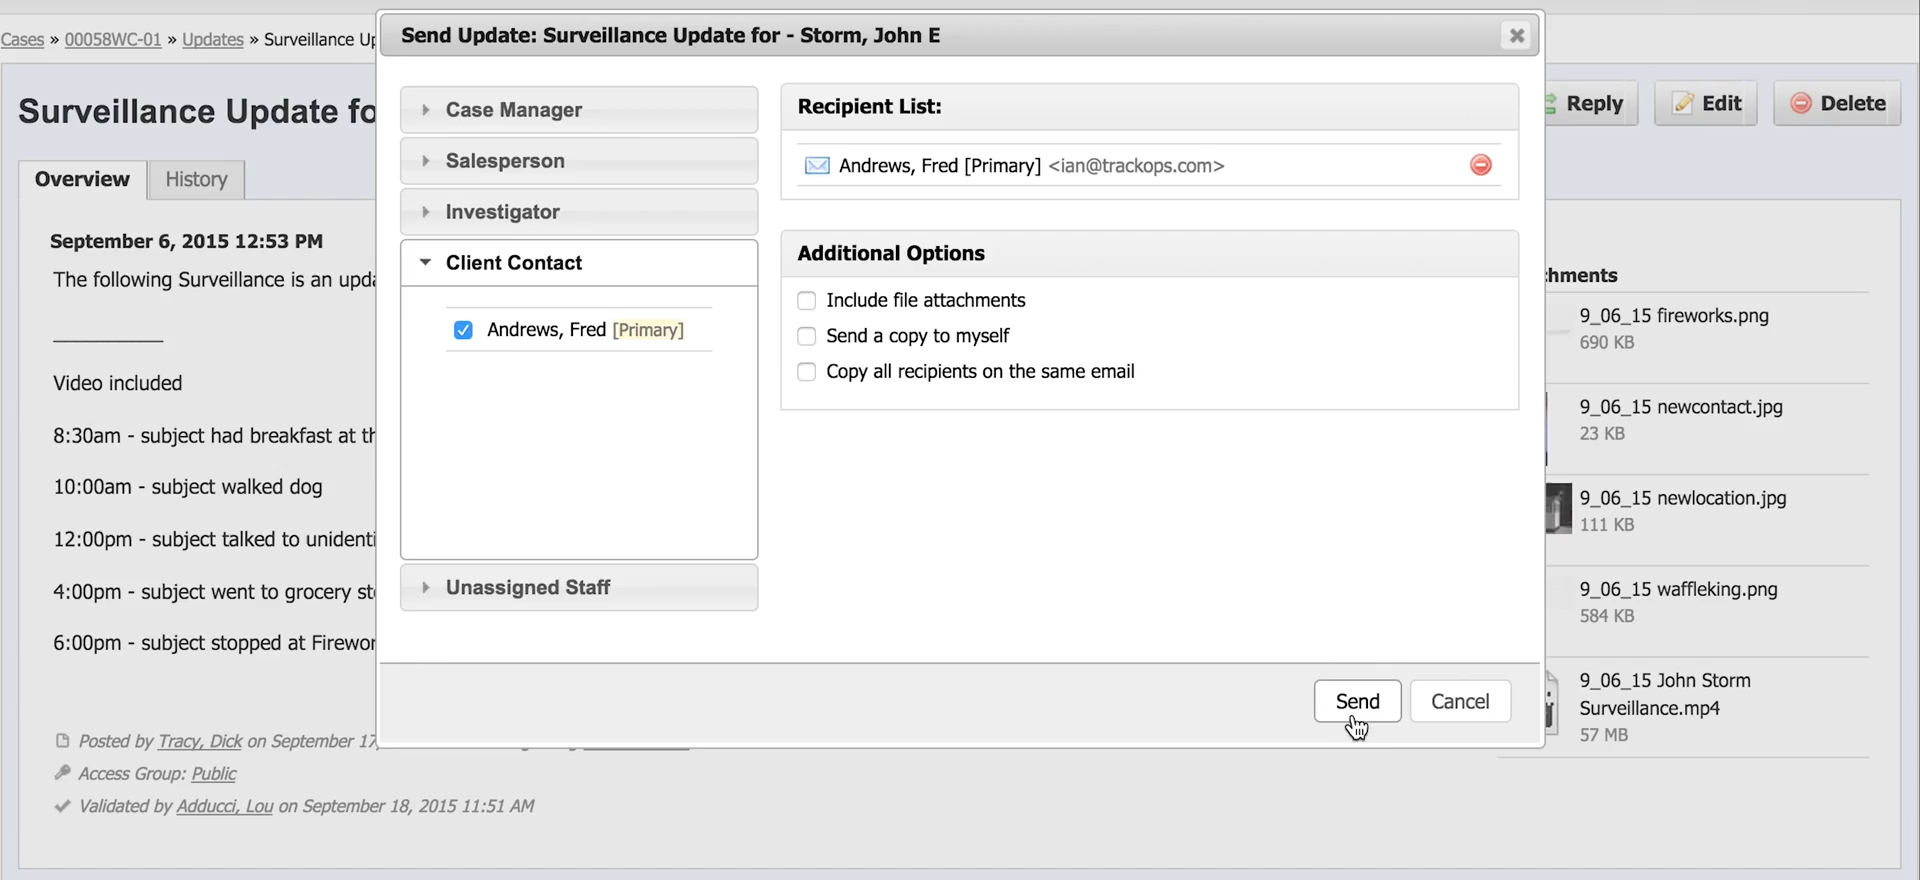 Cases » 00058WC-01 » Updates » Surveillance Up
Surveillance Update fo
Overview
History
September 6, 2015 12:53 PM
The following Surveillance is an upda
Video included
8:30am - subject had breakfast at th
10:00am - subject walked dog
12:00pm - subject talked to unidenti
4:00pm - subject went to grocery st
6:00pm - subject stopped at Firewor
Posted by Tracy, Dick on September 17,
Access Group: Public
Validated by Adducci, Lou on September 18, 2015 11:51 AM
Send Update: Surveillance Update for - Storm, John E
Case Manager
Salesperson
Investigator
Client Contact
Andrews, Fred [Primary]
Unassigned Staff
Recipient List:
Andrews, Fred [Primary] <ian@trackops.com>
Additional Options
Include file attachments
Send a copy to myself
Copy all recipients on the same email
Send
Cancel
Reply
Edit
Delete
hments
9_06_15 fireworks.png
690 KB
9_06_15 newcontact.jpg
23 KB
9_06_15 newlocation.jpg
111 KB
9_06_15 waffleking.png
584 KB
9_06_15 John Storm
Surveillance.mp4
57 MB